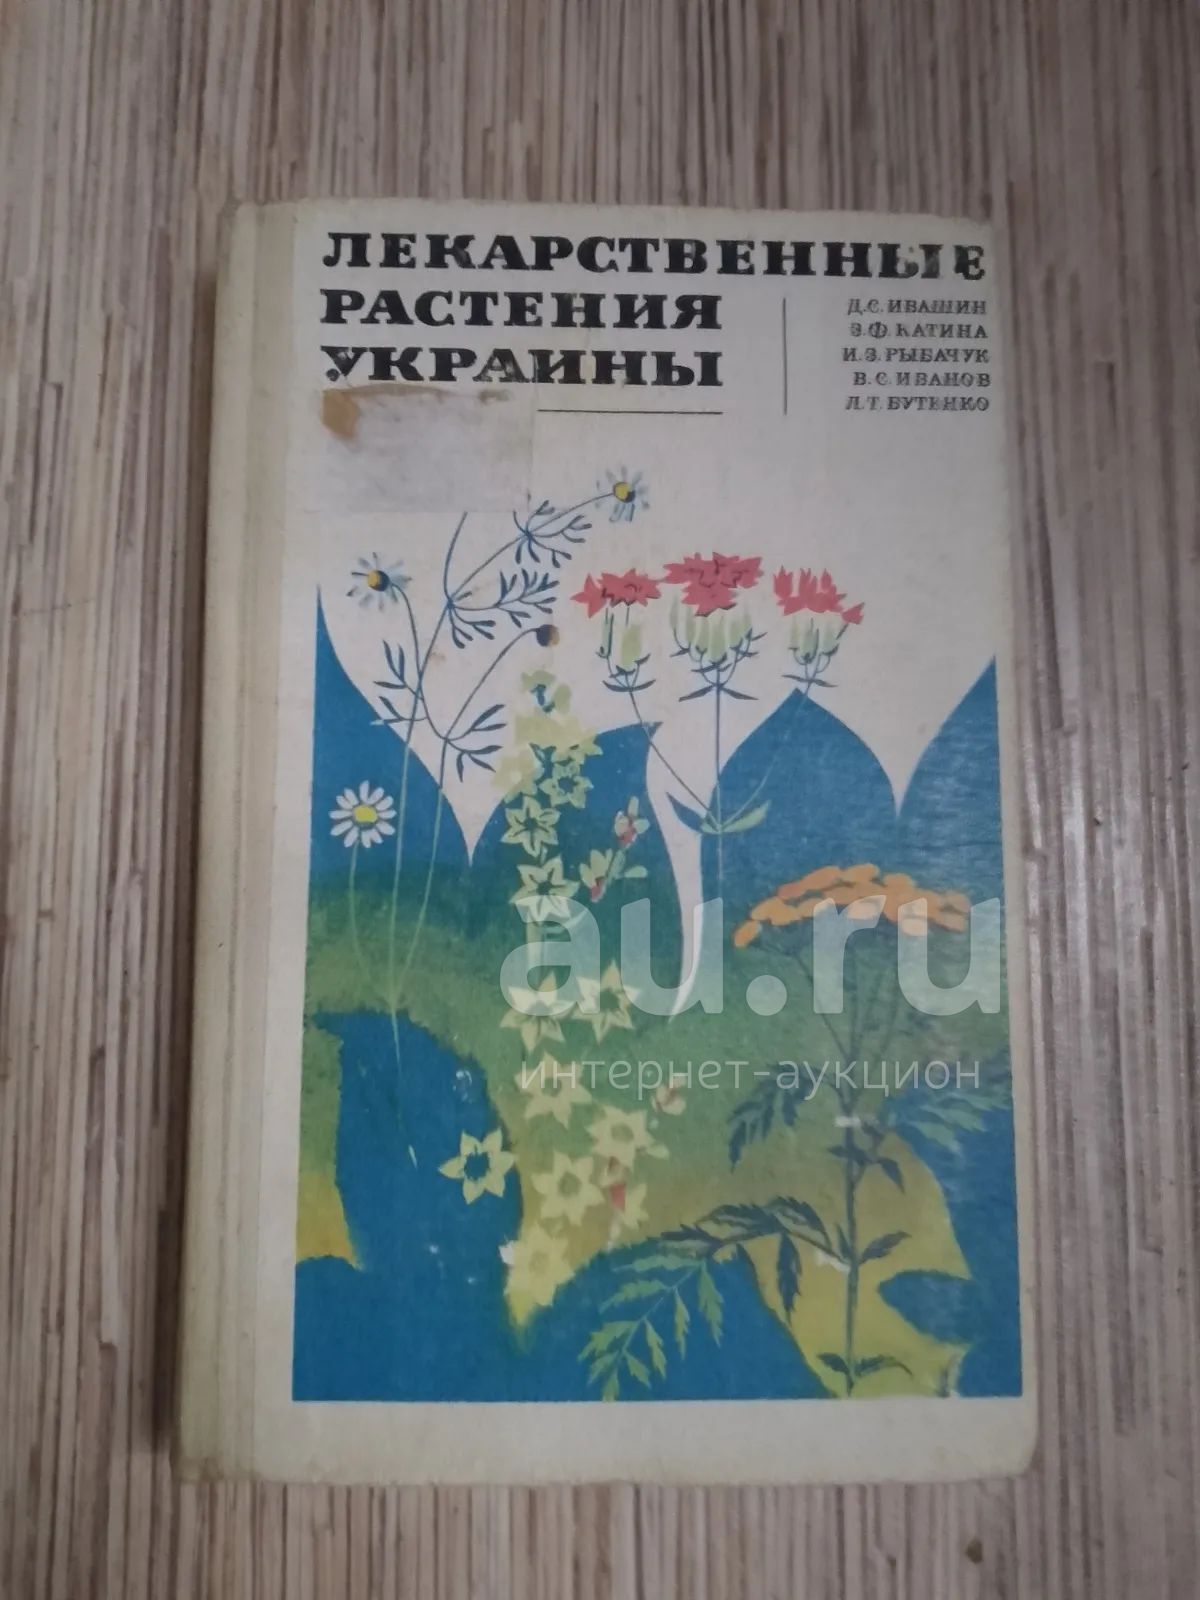 ЛЕКАРСТВЕННЫЕ
РАСТЕНИЯ
УКРАИНЫ
Д.С.ИВАШИН
З.Ф.КАТИНА
И.З.РЫБАЧУК
В.С.ИВАНОВ
Л.Т.БУТЕНКО
au.ru
интернет-аукцион